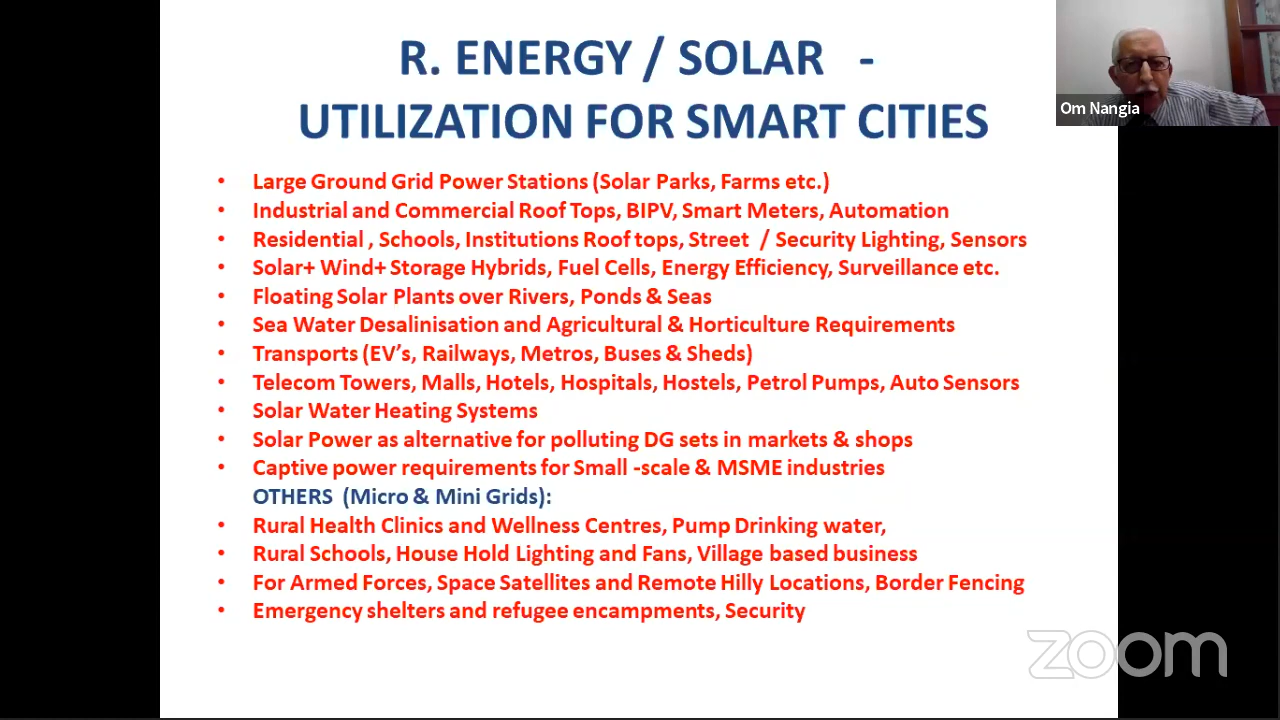 R. ENERGY / SOLAR -
UTILIZATION FOR SMART CITIES
• Large Ground Grid Power Stations (Solar Parks, Farms etc.)
• Industrial and Commercial Roof Tops, BIPV, Smart Meters, Automation
• Residential , Schools, Institutions Roof tops, Street / Security Lighting, Sensors
• Solar+ Wind+ Storage Hybrids, Fuel Cells, Energy Efficiency, Surveillance etc.
• Floating Solar Plants over Rivers, Ponds & Seas
• Sea Water Desalinisation and Agricultural & Horticulture Requirements
• Transports (EV's, Railways, Metros, Buses & Sheds)
• Telecom Towers, Malls, Hotels, Hospitals, Hostels, Petrol Pumps, Auto Sensors
• Solar Water Heating Systems
• Solar Power as alternative for polluting DG sets in markets & shops
• Captive power requirements for Small -scale & MSME industries
OTHERS (Micro & Mini Grids):
• Rural Health Clinics and Wellness Centres, Pump Drinking water,
• Rural Schools, House Hold Lighting and Fans, Village based business
• For Armed Forces, Space Satellites and Remote Hilly Locations, Border Fencing
• Emergency shelters and refugee encampments, Security
Om Nangia
zoom